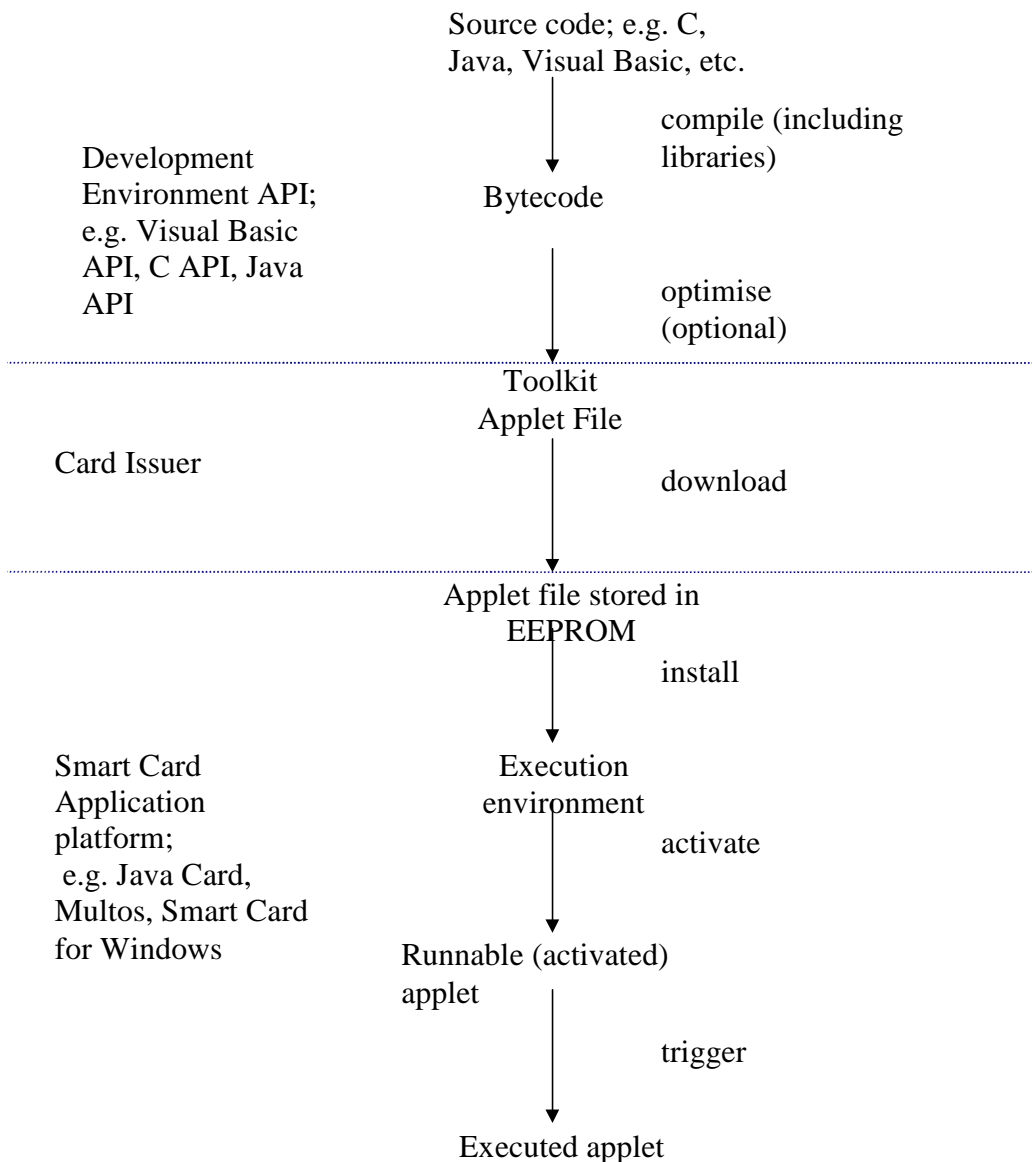 Source code; e.g. C,
Java, Visual Basic, etc.
compile (including
libraries)
Development
Environment API;
e.g. Visual Basic
API, C API, Java
API
Bytecode
optimise
(optional)
Toolkit
Applet File
Card Issuer
download
Applet file stored in
EEPROM
install
Smart Card
Application
platform;
e.g. Java Card,
Multos, Smart Card
for Windows
Execution
environment
activate
Runnable (activated)
applet
trigger
Executed applet